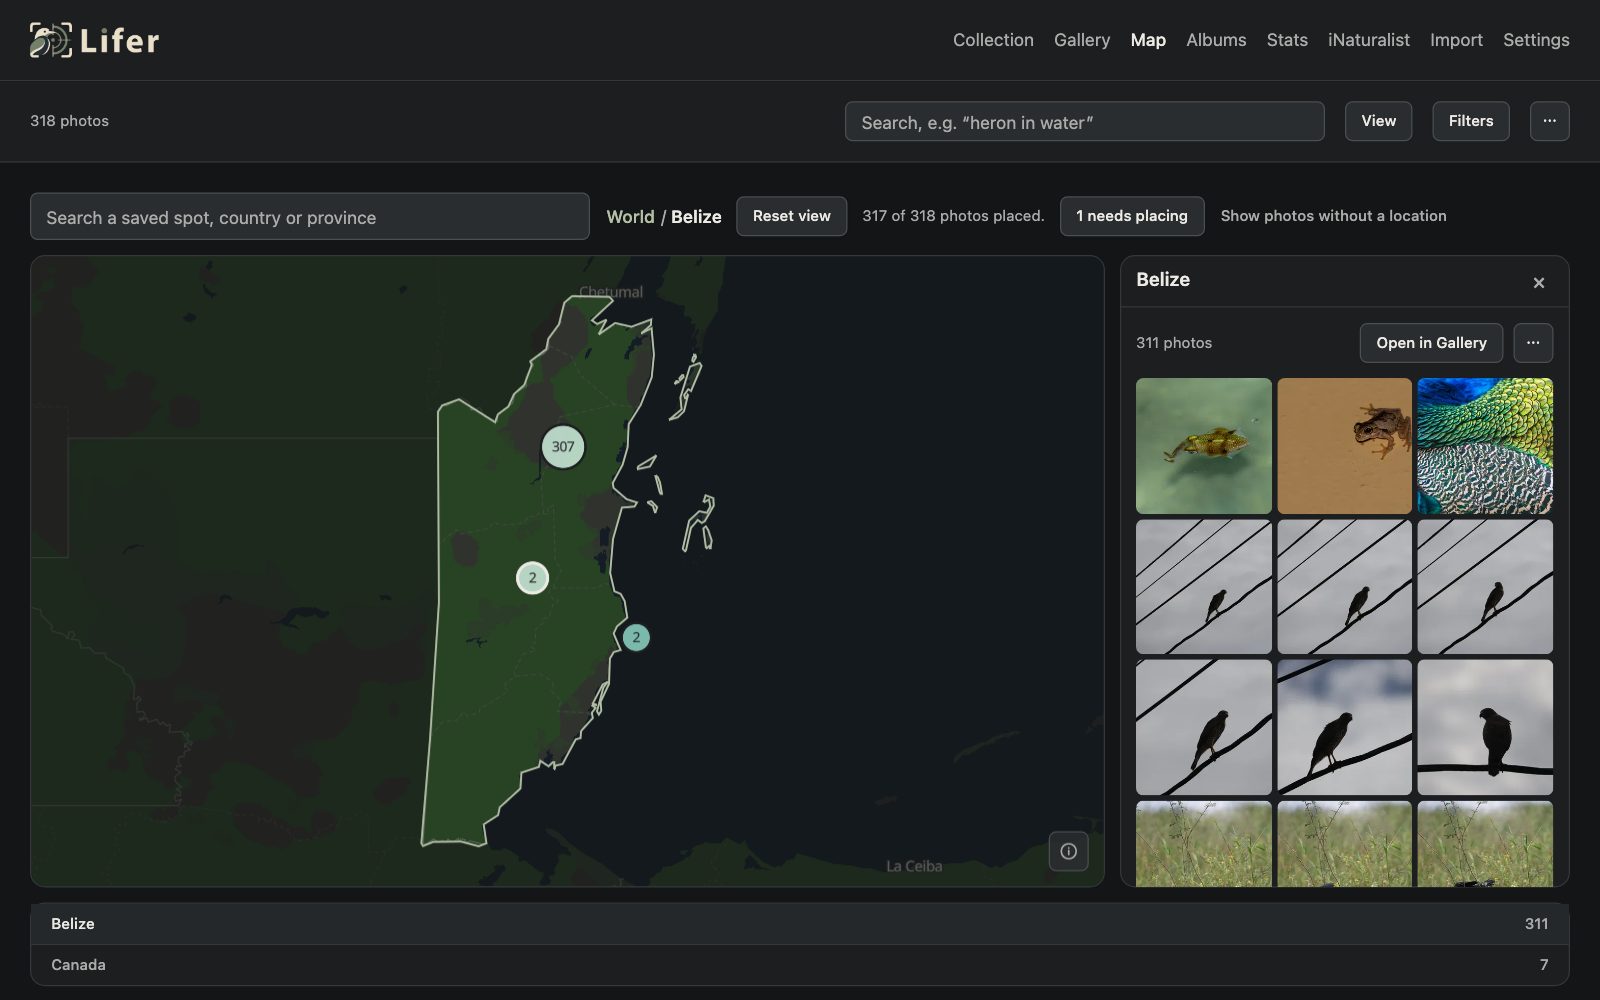 Lifer
Collection Gallery Map Albums Stats iNaturalist Import Settings
318 photos
Search, e.g. “heron in water”
View
Filters
...
Search a saved spot, country or province
World / Belize
Reset view
317 of 318 photos placed.
1 needs placing
Show photos without a location
Chetumal
307
2
2
La Ceiba
Belize
×
311 photos
Open in Gallery
...
Belize 311
Canada 7